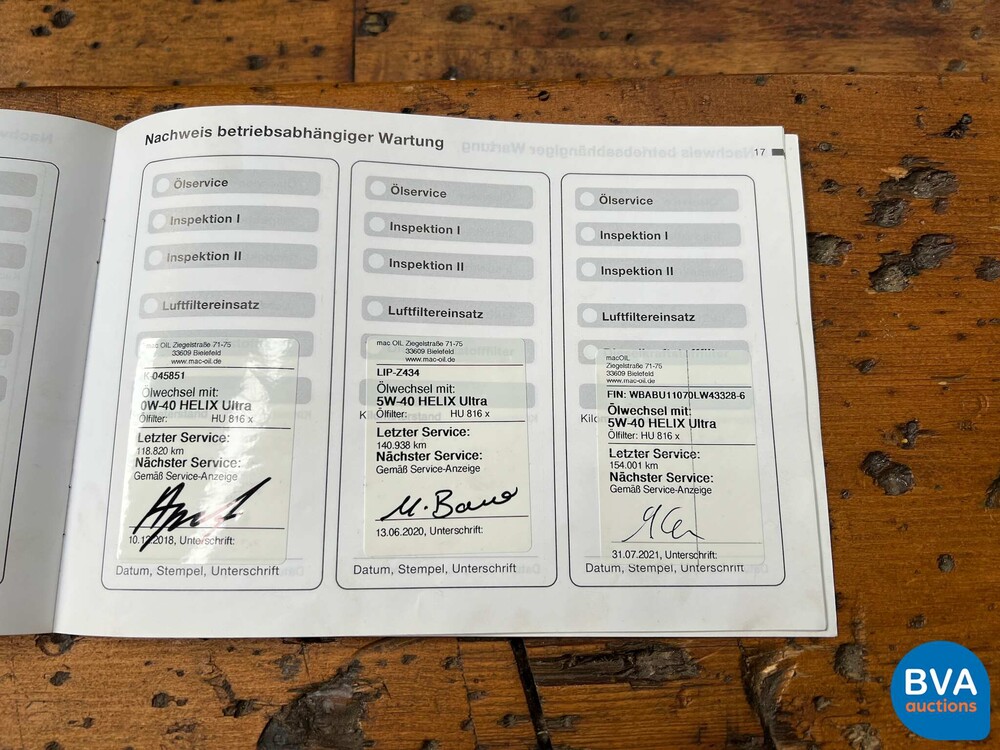 Nachweis betriebsabhängiger Wartung
17
Ölservice
Inspektion I
Inspektion II
Luftfiltereinsatz
mac OIL Ziegelstraße 71-75
33609 Bielefeld
www.mac-oil.de
K-045851
Ölwechsel mit:
0W-40 HELIX Ultra
Ölfilter: HU 816 x
Letzter Service:
118.820 km
Nächster Service:
Gemäß Service-Anzeige
10.12.2018, Unterschrift:
Datum, Stempel, Unterschrift
Ölservice
Inspektion I
Inspektion II
Luftfiltereinsatz
mac OIL Ziegelstraße 71-75
33609 Bielefeld
www.mac-oil.de
LIP-Z434
Ölwechsel mit:
5W-40 HELIX Ultra
Ölfilter: HU 816 x
Letzter Service:
140.938 km
Nächster Service:
Gemäß Service-Anzeige
13.06.2020, Unterschrift:
Datum, Stempel, Unterschrift
Ölservice
Inspektion I
Inspektion II
Luftfiltereinsatz
macOIL
Ziegelstraße 71-75
33609 Bielefeld
www.mac-oil.de
FIN: WBABU11070LW43328-6
Ölwechsel mit:
5W-40 HELIX Ultra
Ölfilter: HU 816 x
Letzter Service:
154.001 km
Nächster Service:
Gemäß Service-Anzeige
31.07.2021, Unterschrift:
Datum, Stempel, Unterschrift
BVA
auctions